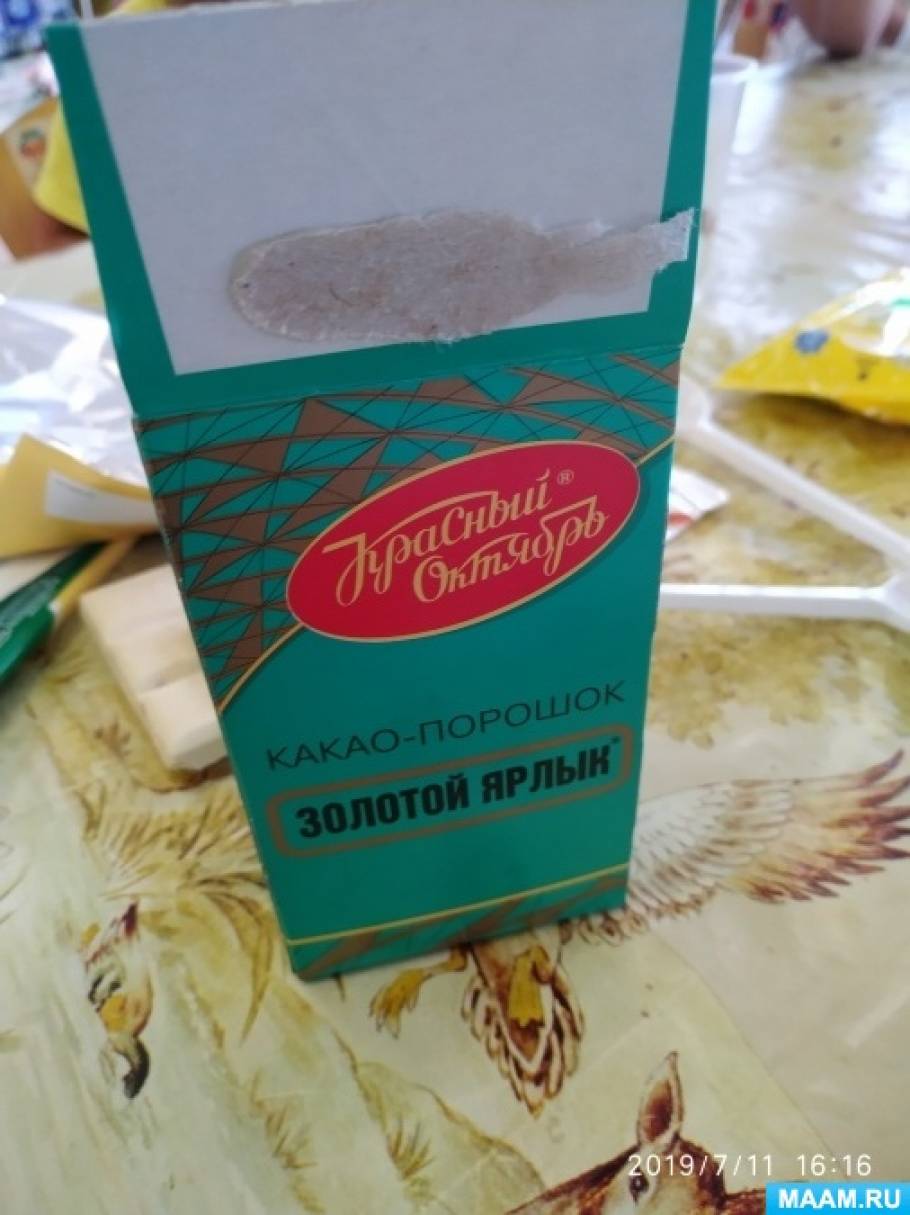 Красный ®
Октябрь
КАКАО-ПОРОШОК
ЗОЛОТОЙ ЯРЛЫК®
2019/7/11 16:16
MAAM.RU